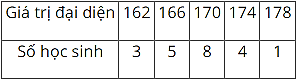 Giá trị đại diện 162 166 170 174 178
Số học sinh 3 5 8 4 1